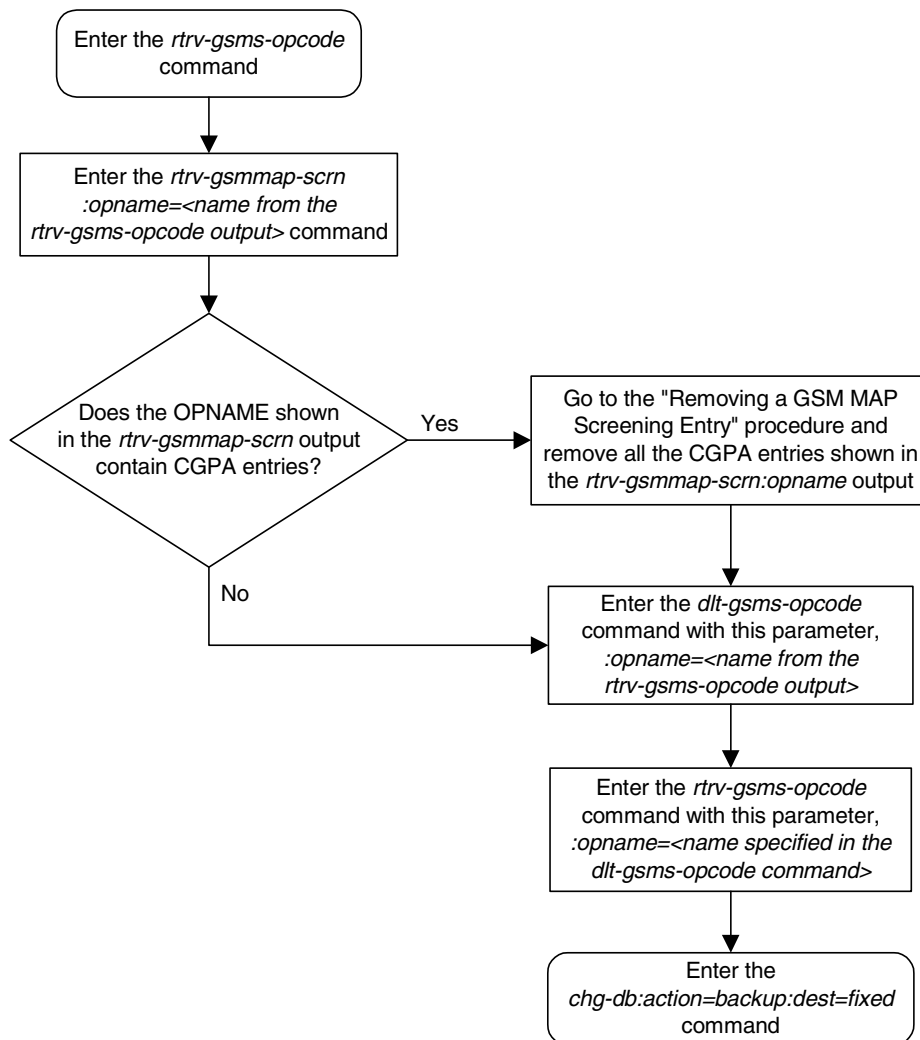 Enter the rtrv-gsms-opcode
command
Enter the rtrv-gsmmap-scrn
:opname=<name from the
rtrv-gsms-opcode output> command
Does the OPNAME shown
in the rtrv-gsmmap-scrn output
contain CGPA entries?
Yes
Go to the "Removing a GSM MAP
Screening Entry" procedure and
remove all the CGPA entries shown in
the rtrv-gsmmap-scrn:opname output
No
Enter the dlt-gsms-opcode
command with this parameter,
:opname=<name from the
rtrv-gsms-opcode output>
Enter the rtrv-gsms-opcode
command with this parameter,
:opname=<name specified in the
dlt-gsms-opcode command>
Enter the
chg-db:action=backup:dest=fixed
command